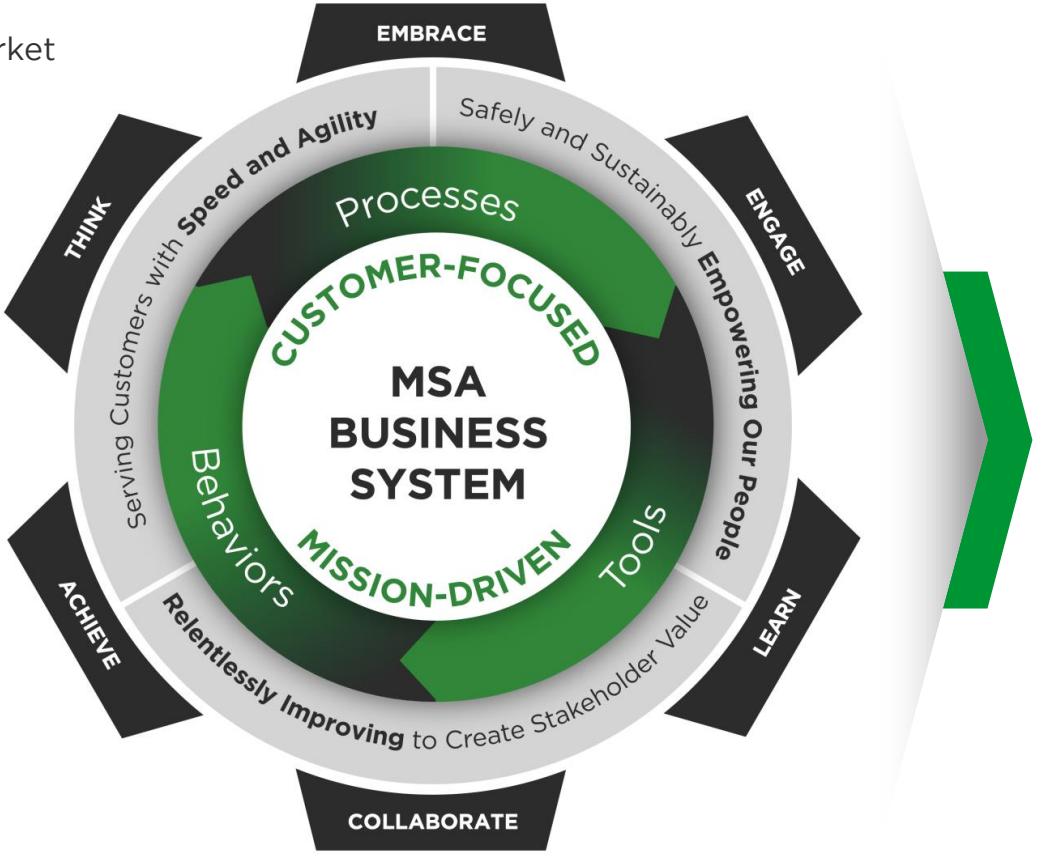 rket
EMBRACE
THINK
ENGAGE
Serving Customers with Speed and Agility
Safely and Sustainably Empowering Our People
Processes
CUSTOMER-FOCUSED
MSA
BUSINESS
SYSTEM
MISSION-DRIVEN
Behaviors
Tools
Relentlessly Improving to Create Stakeholder Value
ACHIEVE
LEARN
COLLABORATE